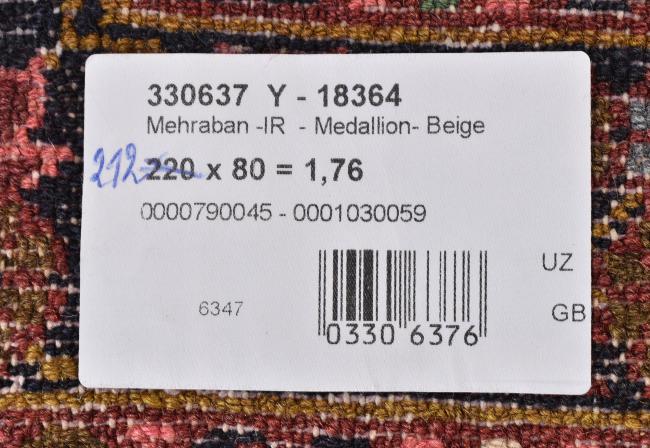 330637 Y - 18364
Mehraban -IR - Medallion- Beige
212 220 x 80 = 1,76
0000790045 - 0001030059
UZ
6347
GB
0330 6376